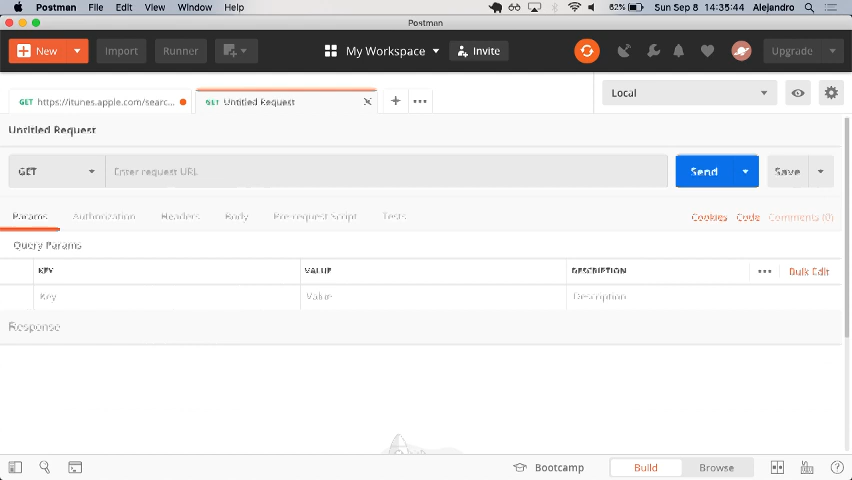 Postman File Edit View Window Help 62% Sun Sep 8 14:35:44 Alejandro
Postman
New Import Runner My Workspace Invite Upgrade
GET https://itunes.apple.com/searc... GET Untitled Request Local
Untitled Request
GET Enter request URL Send Save
Params Authorization Headers Body Pre-request Script Tests Cookies Code Comments (0)
Query Params
KEY VALUE DESCRIPTION Bulk Edit
Key Value Description
Response
Bootcamp Build Browse